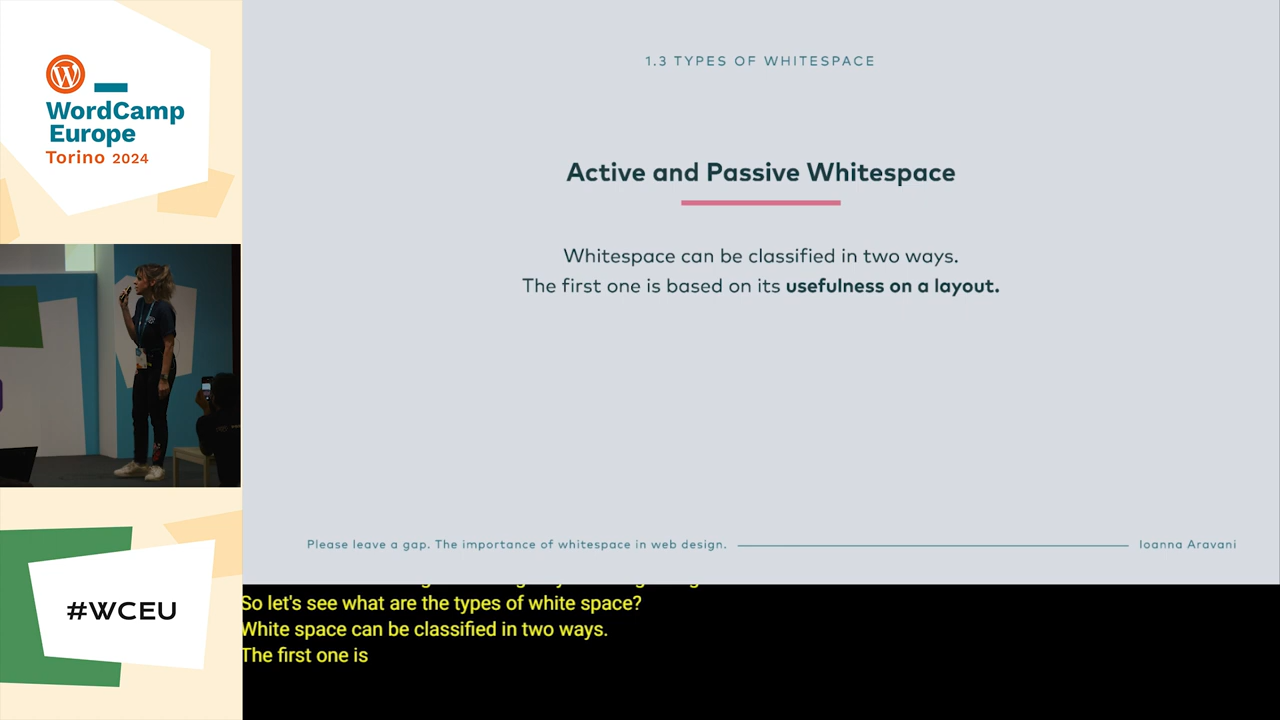 WordCamp
Europe
Torino 2024
#WCEU
1.3 TYPES OF WHITESPACE
Active and Passive Whitespace
Whitespace can be classified in two ways.
The first one is based on its usefulness on a layout.
Please leave a gap. The importance of whitespace in web design.
Ioanna Aravani
So let's see what are the types of white space?
White space can be classified in two ways.
The first one is